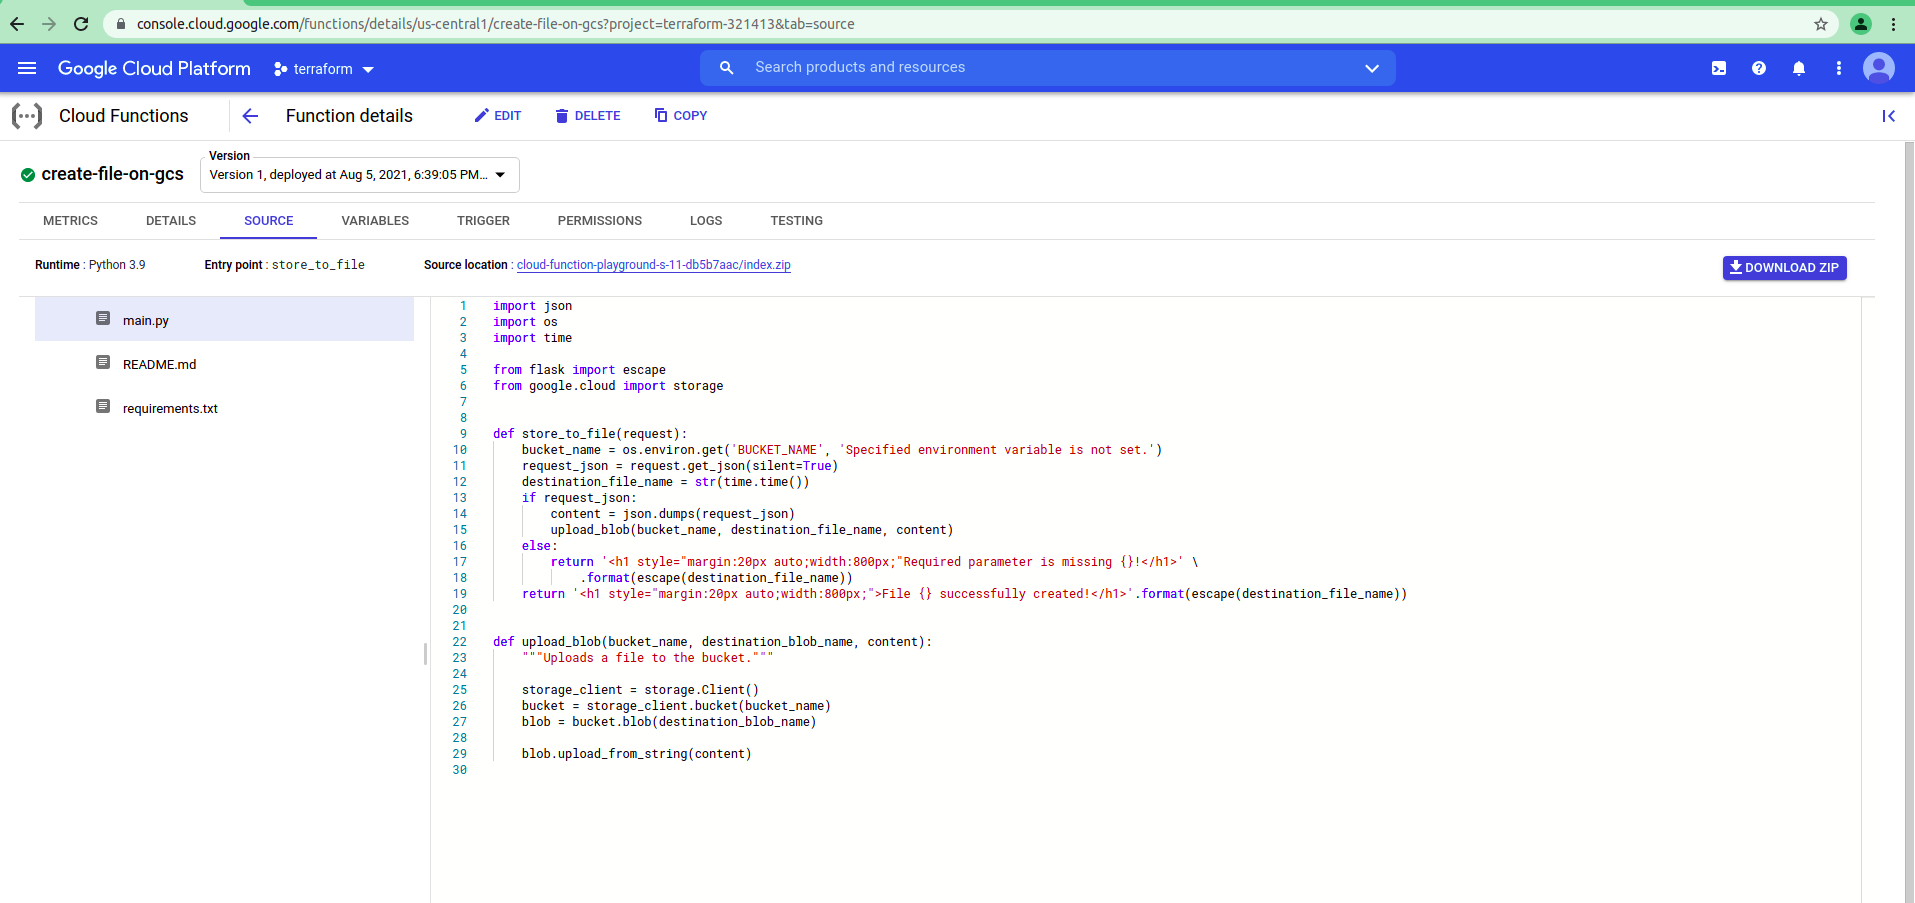 console.cloud.google.com/functions/details/us-central1/create-file-on-gcs?project=terraform-321413&tab=source
Google Cloud Platform terraform Search products and resources
Cloud Functions Function details EDIT DELETE COPY
create-file-on-gcs Version Version 1, deployed at Aug 5, 2021, 6:39:05 PM...
METRICS DETAILS SOURCE VARIABLES TRIGGER PERMISSIONS LOGS TESTING
Runtime : Python 3.9 Entry point : store_to_file Source location : cloud-function-playground-s-11-db5b7aac/index.zip DOWNLOAD ZIP
main.py
README.md
requirements.txt
1 import json
2 import os
3 import time
4
5 from flask import escape
6 from google.cloud import storage
7
8
9 def store_to_file(request):
10     bucket_name = os.environ.get('BUCKET_NAME', 'Specified environment variable is not set.')
11     request_json = request.get_json(silent=True)
12     destination_file_name = str(time.time())
13     if request_json:
14         content = json.dumps(request_json)
15         upload_blob(bucket_name, destination_file_name, content)
16     else:
17         return '<h1 style="margin:20px auto;width:800px;"Required parameter is missing {}!</h1>' \
18             .format(escape(destination_file_name))
19     return '<h1 style="margin:20px auto;width:800px;">File {} successfully created!</h1>'.format(escape(destination_file_name))
20
21
22 def upload_blob(bucket_name, destination_blob_name, content):
23     """Uploads a file to the bucket."""
24
25     storage_client = storage.Client()
26     bucket = storage_client.bucket(bucket_name)
27     blob = bucket.blob(destination_blob_name)
28
29     blob.upload_from_string(content)
30